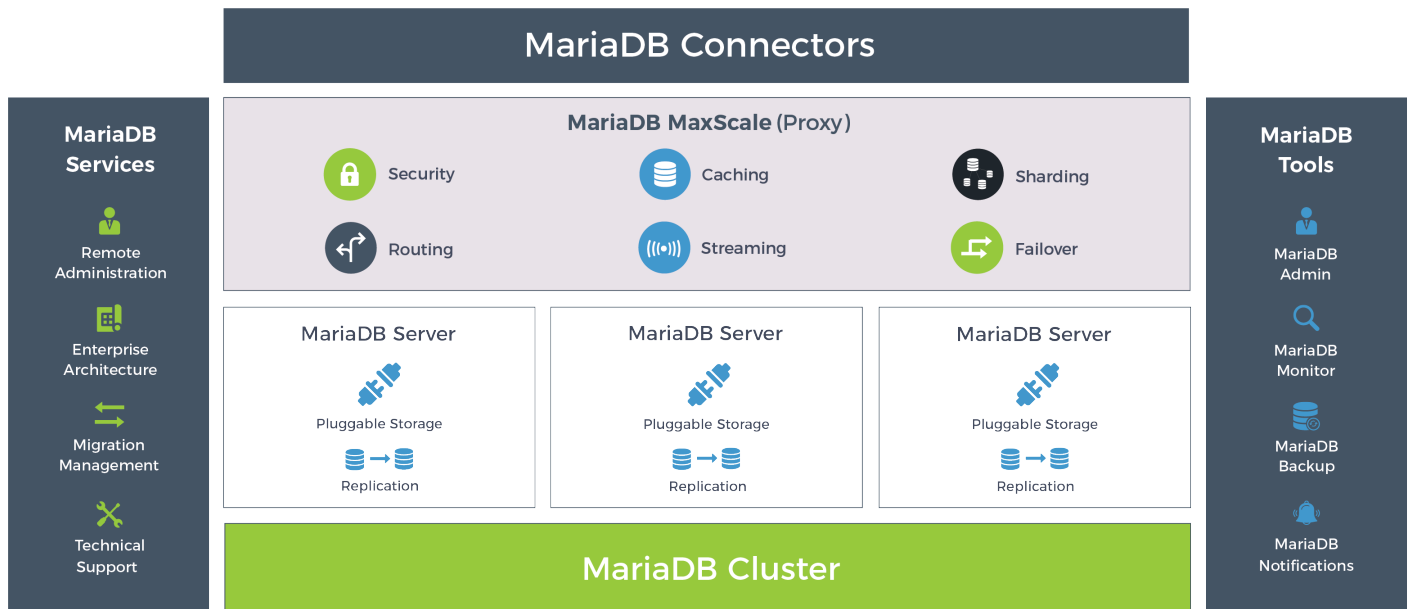 MariaDB Connectors
MariaDB
Services
Remote
Administration
Enterprise
Architecture
Migration
Management
Technical
Support
MariaDB MaxScale (Proxy)
Security
Caching
Sharding
Routing
Streaming
Failover
MariaDB Server
Pluggable Storage
Replication
MariaDB Server
Pluggable Storage
Replication
MariaDB Server
Pluggable Storage
Replication
MariaDB Cluster
MariaDB
Tools
MariaDB
Admin
MariaDB
Monitor
MariaDB
Backup
MariaDB
Notifications